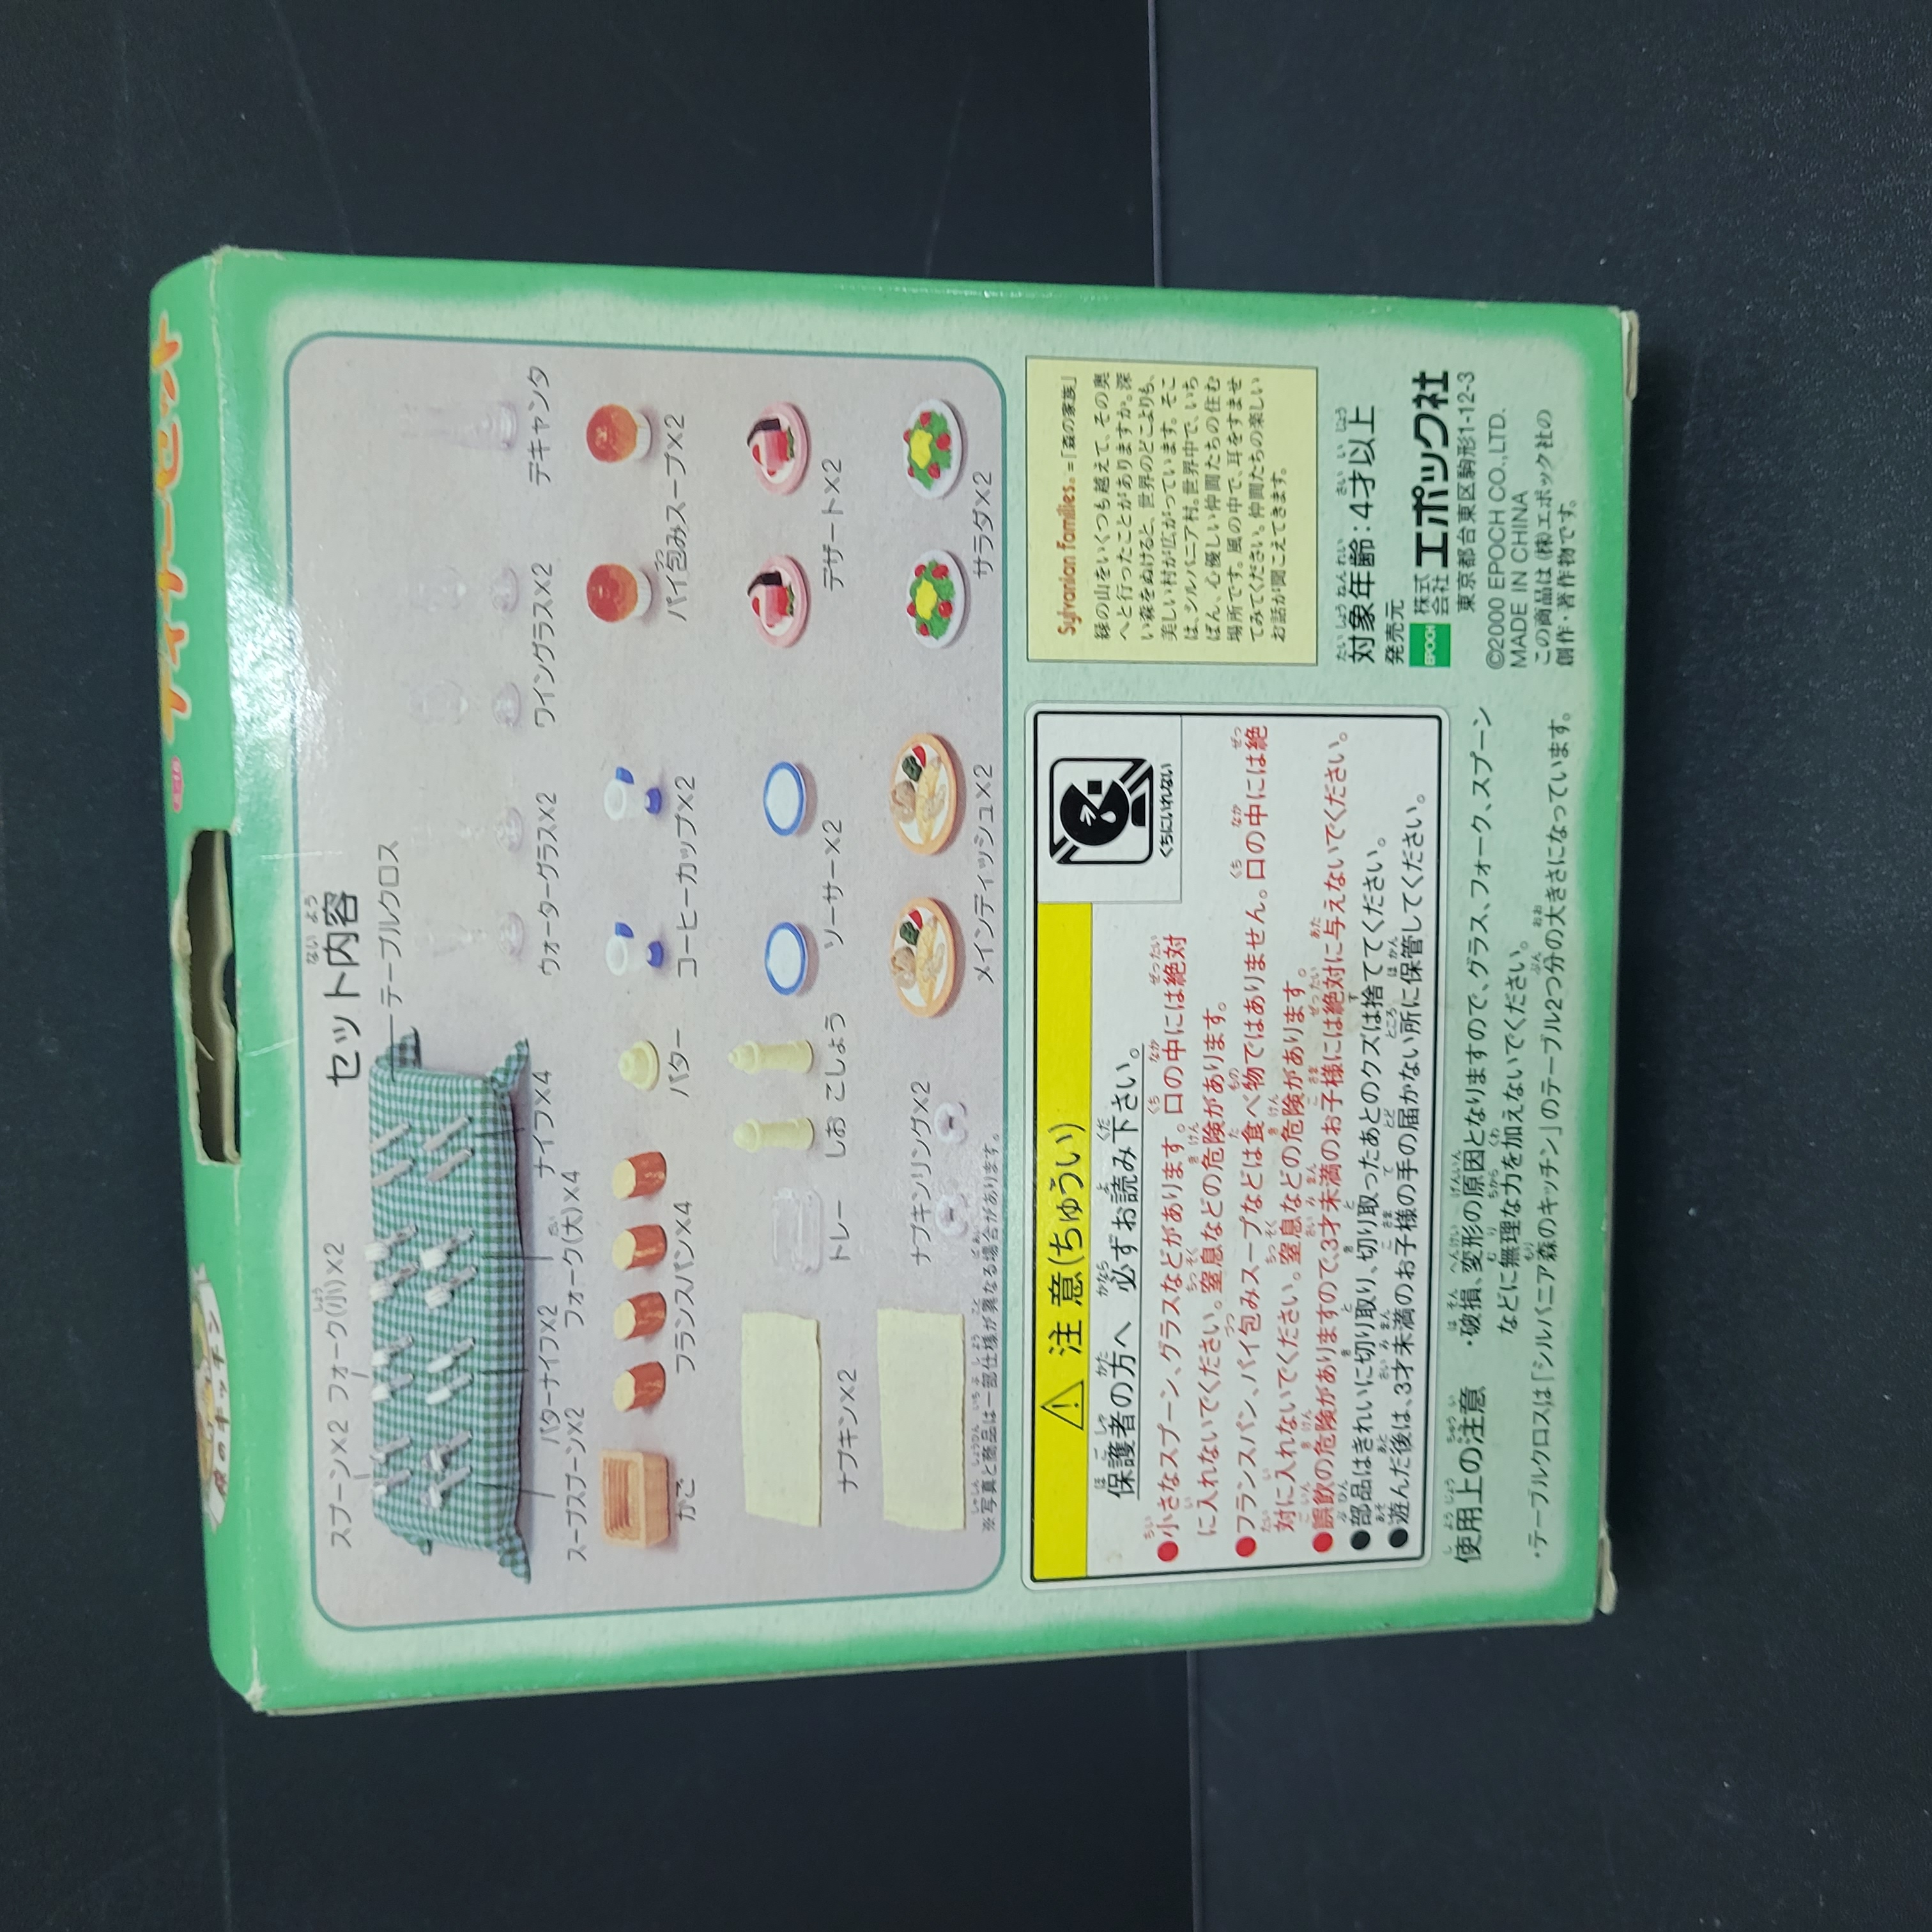 森のキッチン
ディナーセット
セット内容
スプーン×2
フォーク(小)×2
テーブルクロス
スープスプーン×2
バターナイフ×2
フォーク(大)×4
ナイフ×4
ウォーターグラス×2
ワイングラス×2
デキャンタ
かご
フランスパン×4
バター
コーヒーカップ×2
パイ包みスープ×2
ナプキン×2
トレー
しお
こしょう
ソーサー×2
デザート×2
ナプキンリング×2
メインディッシュ×2
サラダ×2
※写真と商品は一部仕様が異なる場合があります。
注意(ちゅうい)
保護者の方へ 必ずお読み下さい。
くちにいれない
●小さなスプーン、グラスなどがあります。口の中には絶対
に入れないでください。窒息などの危険があります。
●フランスパン、パイ包みスープなどは食べ物ではありません。口の中には絶
対に入れないでください。窒息などの危険があります。
●誤飲の危険がありますので3才未満のお子様には絶対に与えないでください。
●部品はきれいに切り取り、切り取ったあとのクズは捨ててください。
●遊んだ後は、3才未満のお子様の手の届かない所に保管してください。
使用上の注意
・破損、変形の原因となりますので、グラス、フォーク、スプーン
などに無理な力を加えないでください。
・テーブルクロスは「シルバニア森のキッチン」のテーブル2つ分の大きさになっています。
Sylvanian Families®=「森の家族」
緑の山をいくつも越えて、その奥
へと行ったことがありますか。深
い森をぬけると、世界のどこよりも、
美しい村が広がっています。そこ
は、シルバニア村。世界中で、いち
ばん、心優しい仲間たちの住む
場所です。風の中で、耳をすませ
てみてください。仲間たちの楽しい
お話が聞こえてきます。
対象年齢:4才以上
発売元
EPOCH 株式会社 エポック社
東京都台東区駒形1-12-3
©2000 EPOCH CO.,LTD.
MADE IN CHINA
この商品は(株)エポック社の
創作・著作物です。